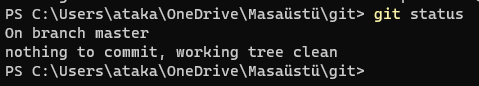 PS C:\Users\ataka\OneDrive\Masaüstü\git> git status
On branch master
nothing to commit, working tree clean
PS C:\Users\ataka\OneDrive\Masaüstü\git>